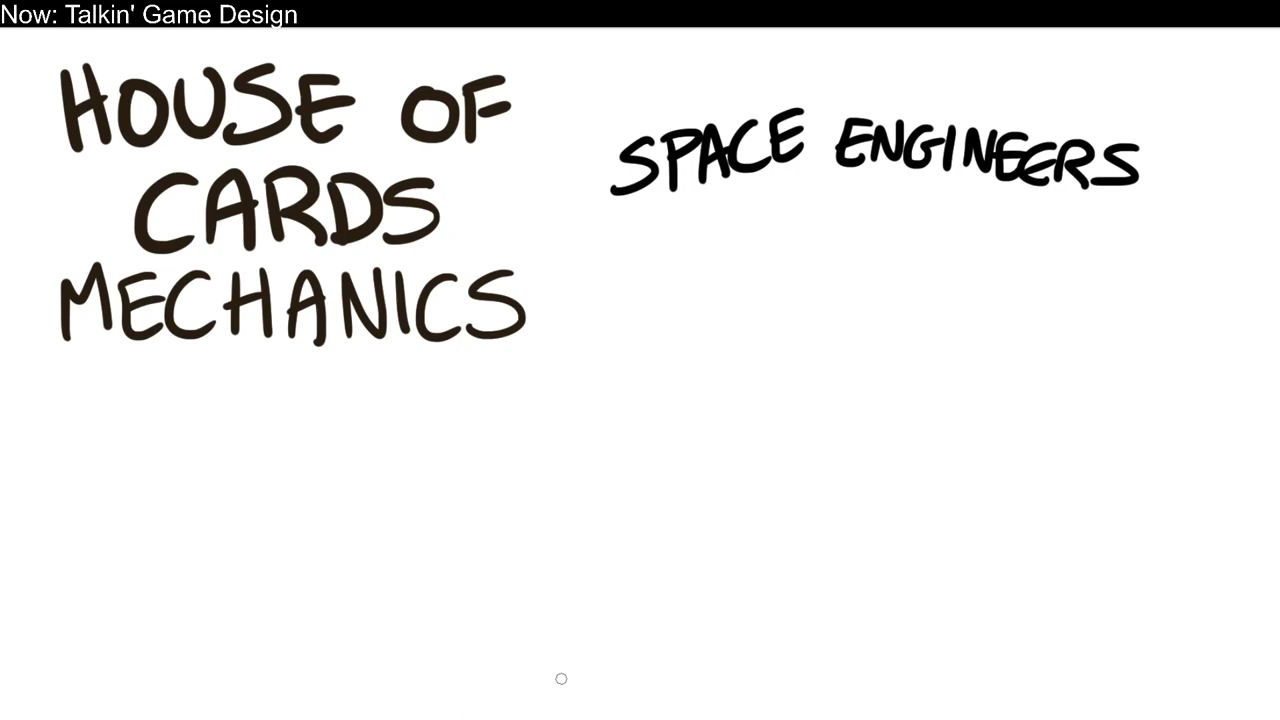 Now: Talkin' Game Design
HOUSE OF
CARDS
MECHANICS
SPACE ENGINEERS